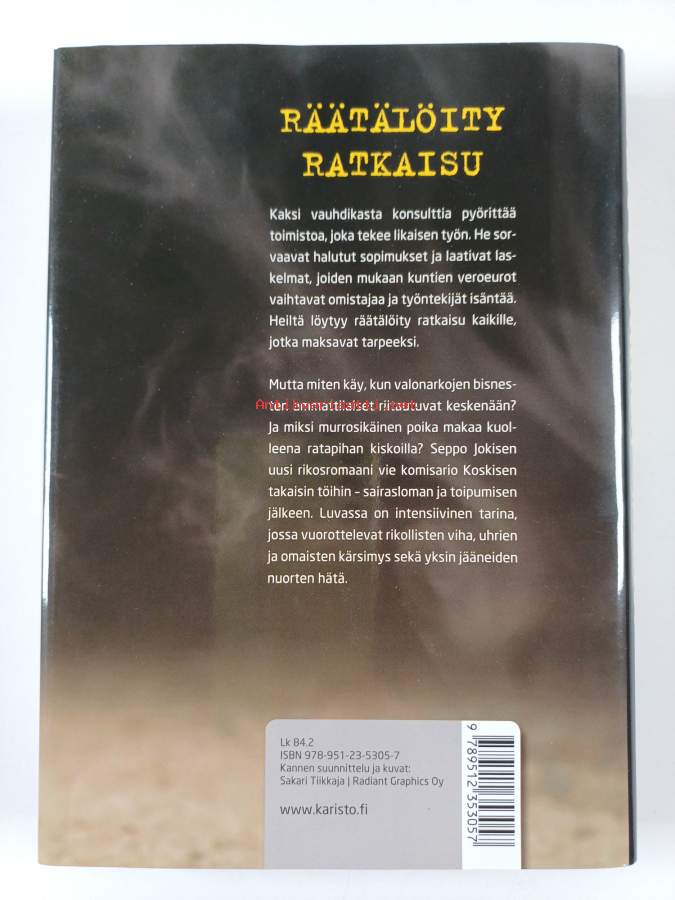 RÄÄTÄLÖITY
RATKAISU
Kaksi vauhdikasta konsulttia pyörittää
toimistoa, joka tekee likaisen työn. He sor-
vaavat halutut sopimukset ja laativat las-
kelmat, joiden mukaan kuntien veroeurot
vaihtavat omistajaa ja työntekijät isäntää.
Heiltä löytyy räätälöity ratkaisu kaikille,
jotka maksavat tarpeeksi.
Mutta miten käy, kun valonarkojen bisnes-
ten ammattilaiset riitautuvat keskenään?
Ja miksi murrosikäinen poika makaa kuol-
leena ratapihan kiskoilla? Seppo Jokisen
uusi rikosromaani vie komisario Koskisen
takaisin töihin – sairasloman ja toipumisen
jälkeen. Luvassa on intensiivinen tarina,
jossa vuorottelevat rikollisten viha, uhrien
ja omaisten kärsimys sekä yksin jääneiden
nuorten hätä.
Lk 84.2
ISBN 978-951-23-5305-7
Kannen suunnittelu ja kuvat:
Sakari Tiikkaja | Radiant Graphics Oy
www.karisto.fi
9 789512 353057